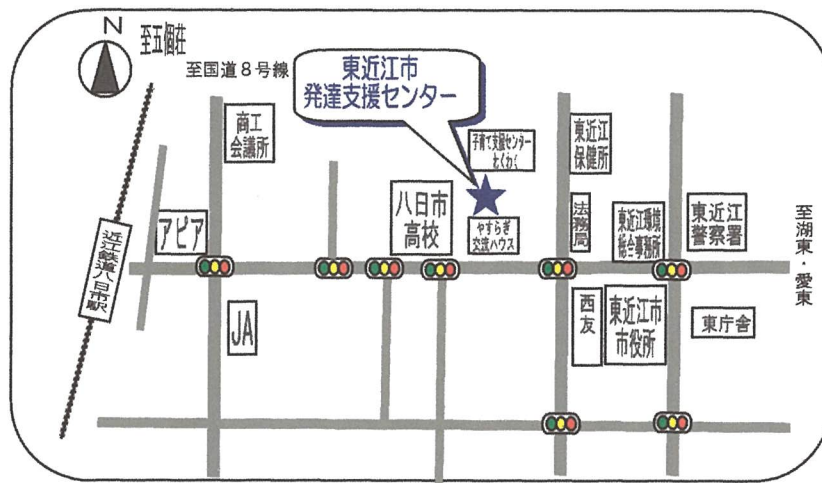 N
至五個荘
至国道8号線
東近江市
発達支援センター
商工
会議所
子育て支援センター
わくわく
東近江
保健所
アピア
八日市
高校
やすらぎ
交流ハウス
法務局
東近江環境
総合事務所
東近江
警察署
至湖東・愛東
近江鉄道八日市駅
JA
西友
東近江市
市役所
東庁舎